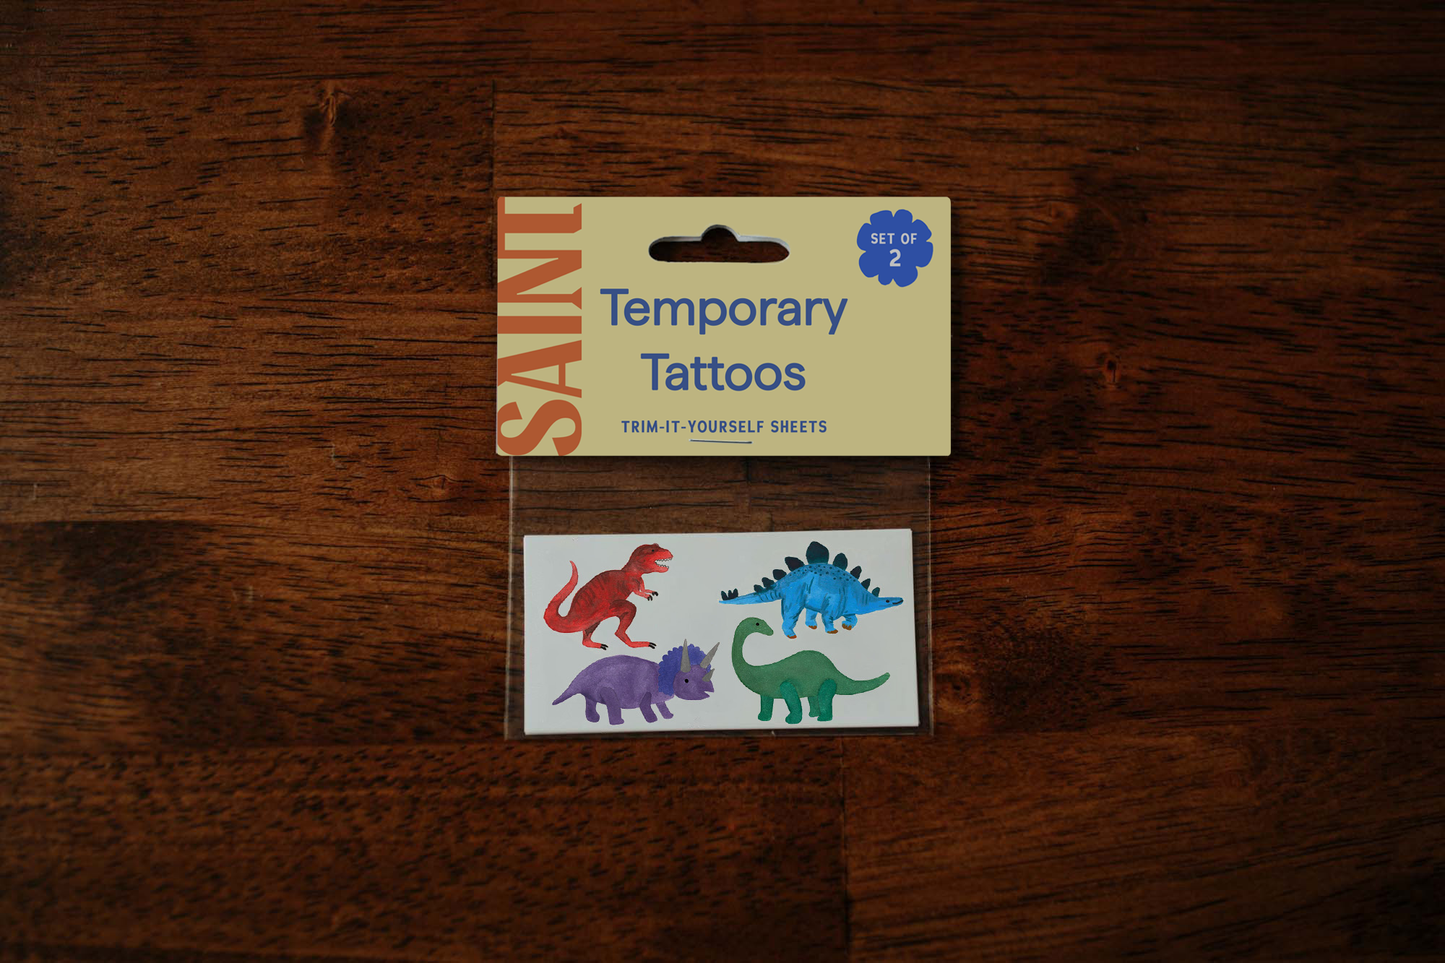 SAINT
SET OF
2
Temporary
Tattoos
TRIM-IT-YOURSELF SHEETS